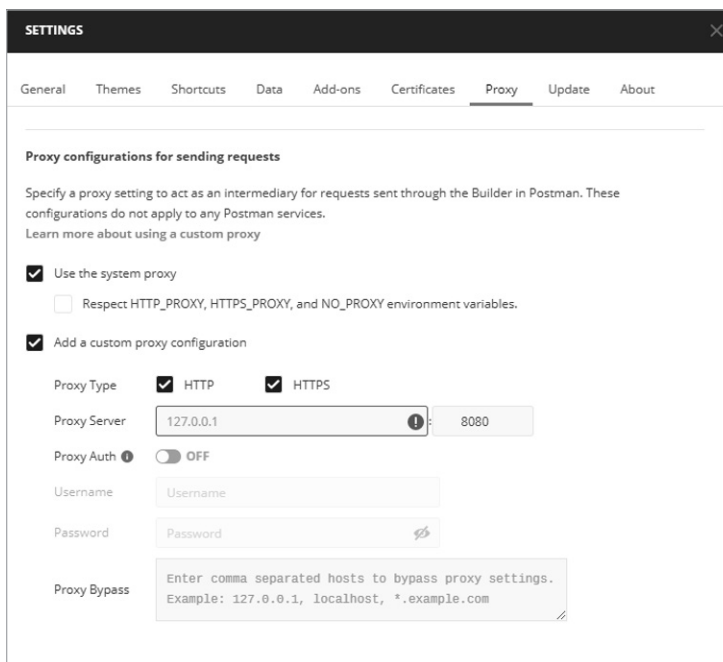 SETTINGS
General Themes Shortcuts Data Add-ons Certificates Proxy Update About
Proxy configurations for sending requests
Specify a proxy setting to act as an intermediary for requests sent through the Builder in Postman. These
configurations do not apply to any Postman services.
Learn more about using a custom proxy
Use the system proxy
Respect HTTP_PROXY, HTTPS_PROXY, and NO_PROXY environment variables.
Add a custom proxy configuration
Proxy Type HTTP HTTPS
Proxy Server 127.0.0.1 : 8080
Proxy Auth OFF
Username Username
Password Password
Proxy Bypass
Enter comma separated hosts to bypass proxy settings.
Example: 127.0.0.1, localhost, *.example.com